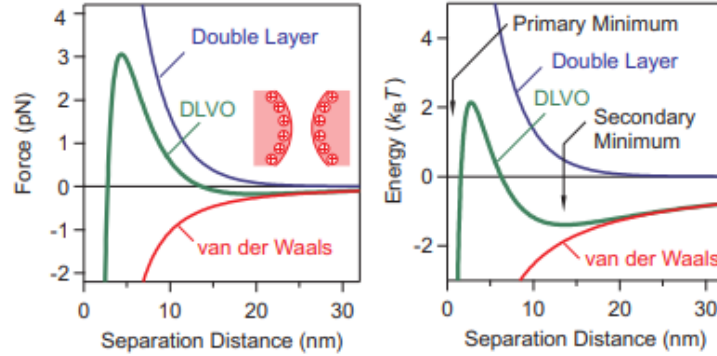 4
3
2
1
0
-1
-2
Force (pN)
Double Layer
DLVO
van der Waals
0
10
20
30
Separation Distance (nm)
4
2
0
-2
Energy (kBT)
Primary Minimum
Double Layer
DLVO
Secondary
Minimum
van der Waals
0
10
20
30
Separation Distance (nm)